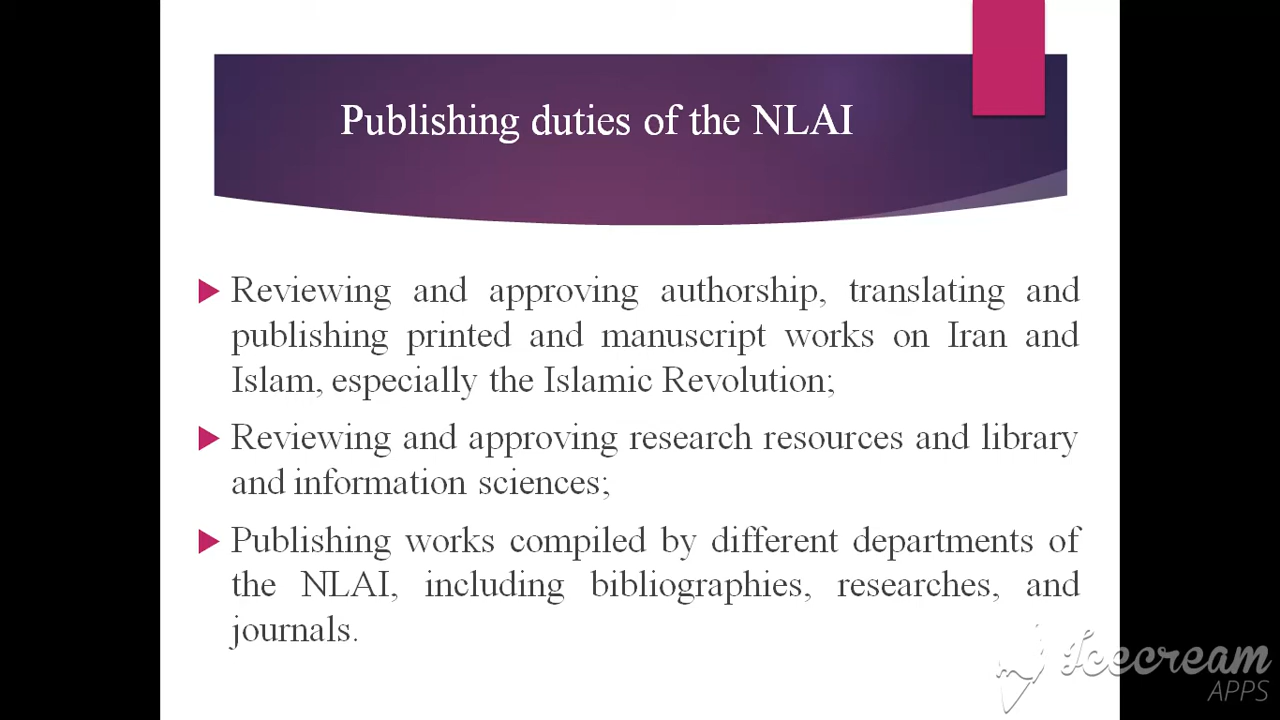 Publishing duties of the NLAI
Reviewing and approving authorship, translating and
publishing printed and manuscript works on Iran and
Islam, especially the Islamic Revolution;
Reviewing and approving research resources and library
and information sciences;
Publishing works compiled by different departments of
the NLAI, including bibliographies, researches, and
journals.
Icecream
APPS